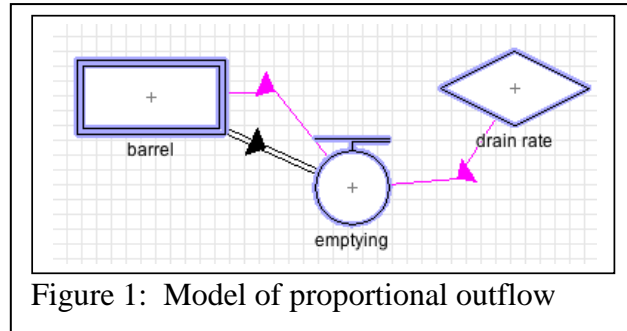 barrel
drain rate
emptying
Figure 1:  Model of proportional outflow